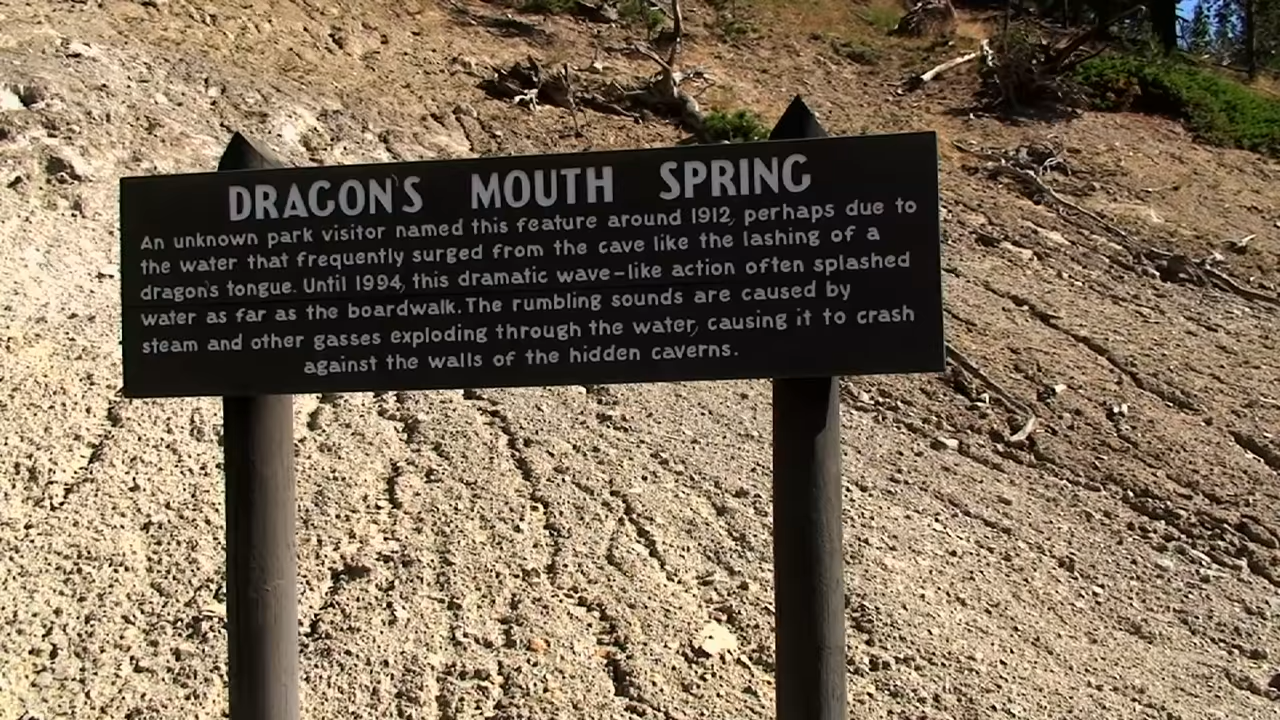 DRAGON'S MOUTH SPRING
An unknown park visitor named this feature around 1912, perhaps due to
the water that frequently surged from the cave like the lashing of a
dragon's tongue. Until 1994, this dramatic wave-like action often splashed
water as far as the boardwalk. The rumbling sounds are caused by
steam and other gasses exploding through the water, causing it to crash
against the walls of the hidden caverns.